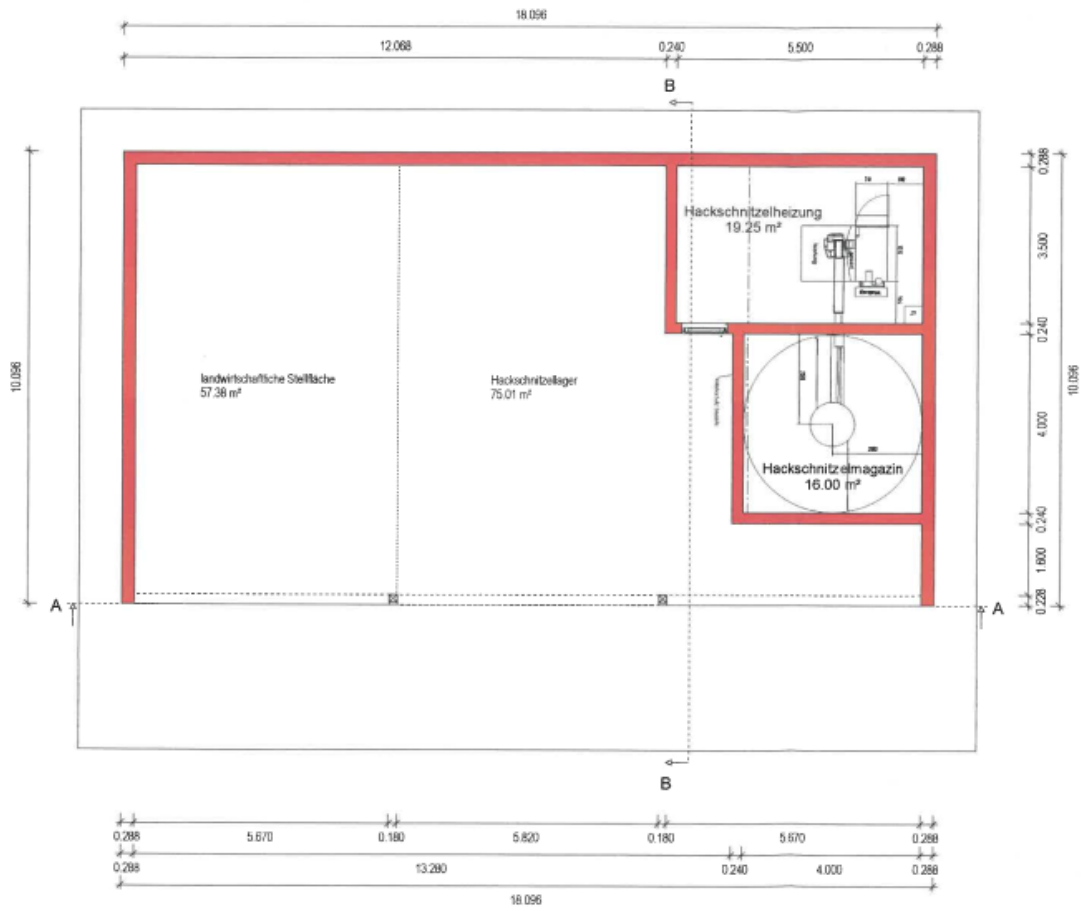 18.096
12.068 0.240 5.500 0.288
B
Hackschnitzelheizung
19.25 m²
0.288
3.500
0.240
4.000
0.240
1.600
0.228
10.096
10.096
landwirtschaftliche Stellfläche
57.38 m²
Hackschnitzellager
75.01 m²
Hackschnitzelmagazin
16.00 m²
A
A
B
0.288 5.670 0.180 5.820 0.180 5.670 0.288
0.288 13.280 0.240 4.000 0.288
18.096